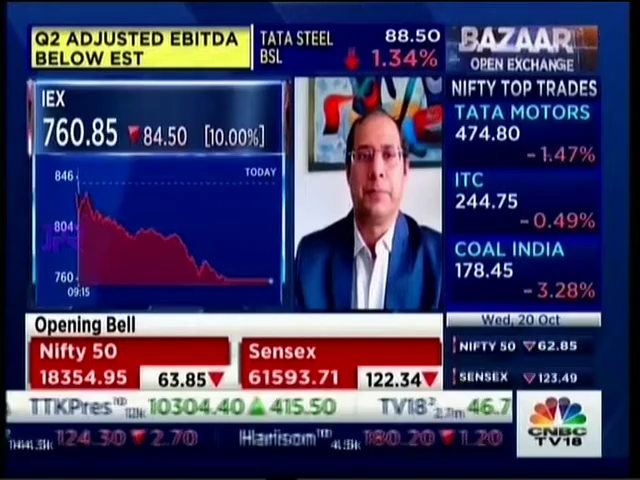 Q2 ADJUSTED EBITDA
BELOW EST
TATA STEEL
BSL
88.50
1.34%
BAZAAR
OPEN EXCHANGE
IEX
760.85 ▼ 84.50 [10.00%]
TODAY
846
804
760
09:15
NIFTY TOP TRADES
TATA MOTORS
474.80
-1.47%
ITC
244.75
-0.49%
COAL INDIA
178.45
-3.28%
Wed, 20 Oct
NIFTY 50 ▽62.85
SENSEX ▽123.49
Opening Bell
Nifty 50
18354.95 63.85▼
Sensex
61593.71 122.34▼
TTKPres 10304.40 ▲ 415.50 TV18 2.7m 46.7
124.30 ▼ 2.70 180.20 ▼ 1.20
CNBC
TV18